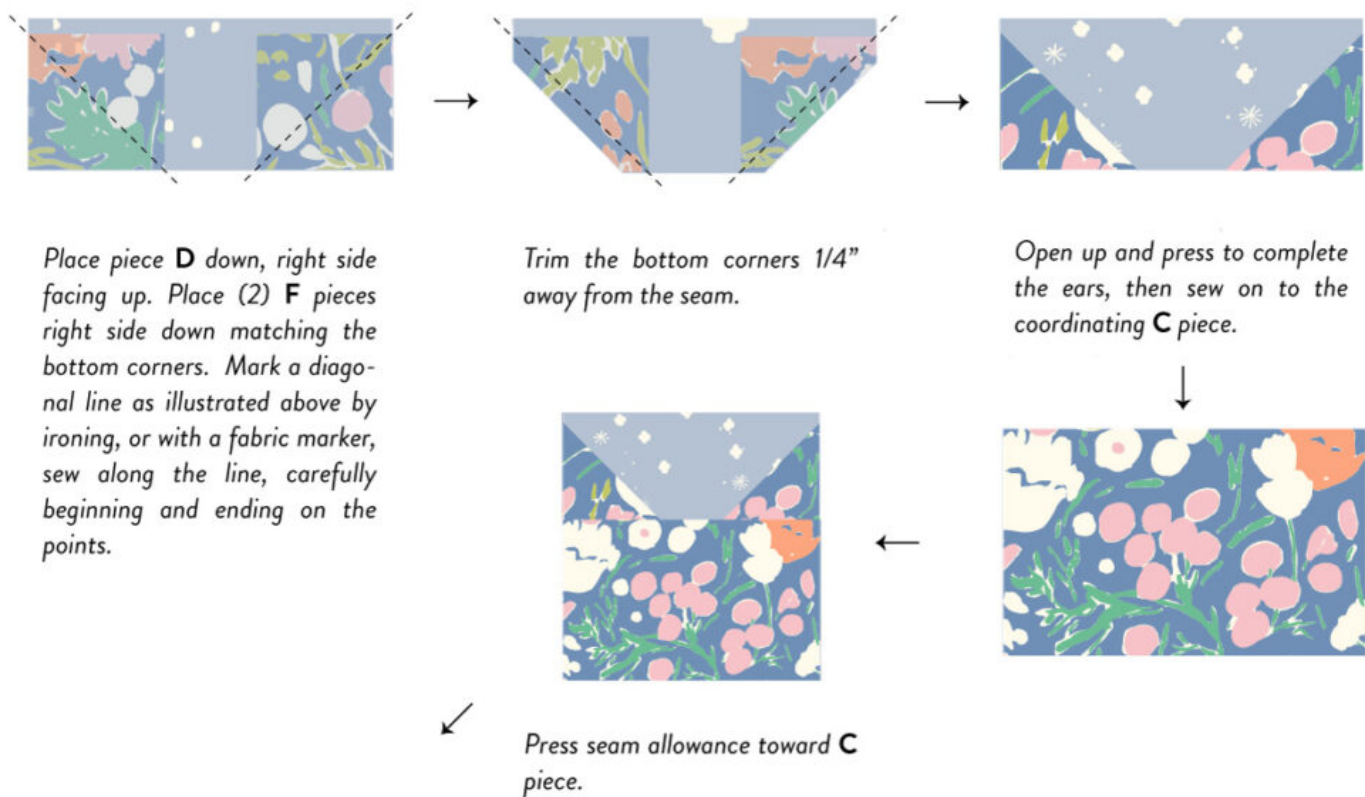 Place piece D down, right side
facing up. Place (2) F pieces
right side down matching the
bottom corners. Mark a diago-
nal line as illustrated above by
ironing, or with a fabric marker,
sew along the line, carefully
beginning and ending on the
points.
Trim the bottom corners 1/4”
away from the seam.
Open up and press to complete
the ears, then sew on to the
coordinating C piece.
Press seam allowance toward C
piece.